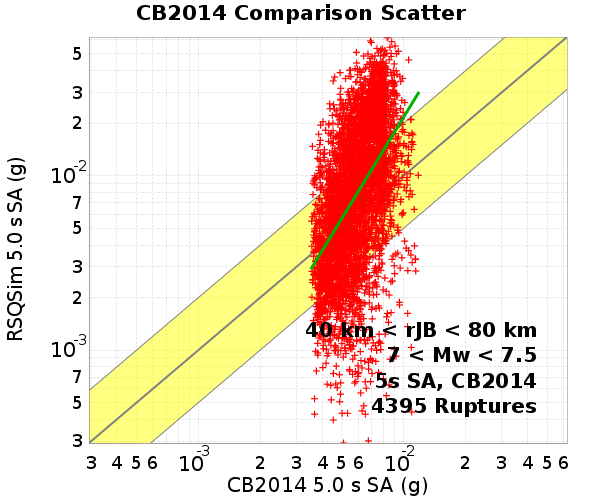 CB2014 Comparison Scatter
RSQSim 5.0 s SA (g)
5
3
2
10-2
7
5
3
2
10-3
7
5
3
40 km < rJB < 80 km
7 < Mw < 7.5
5s SA, CB2014
4395 Ruptures
3 4 5 6 10-3 2 3 4 5 6 10-2 2 3 4 5 6
CB2014 5.0 s SA (g)